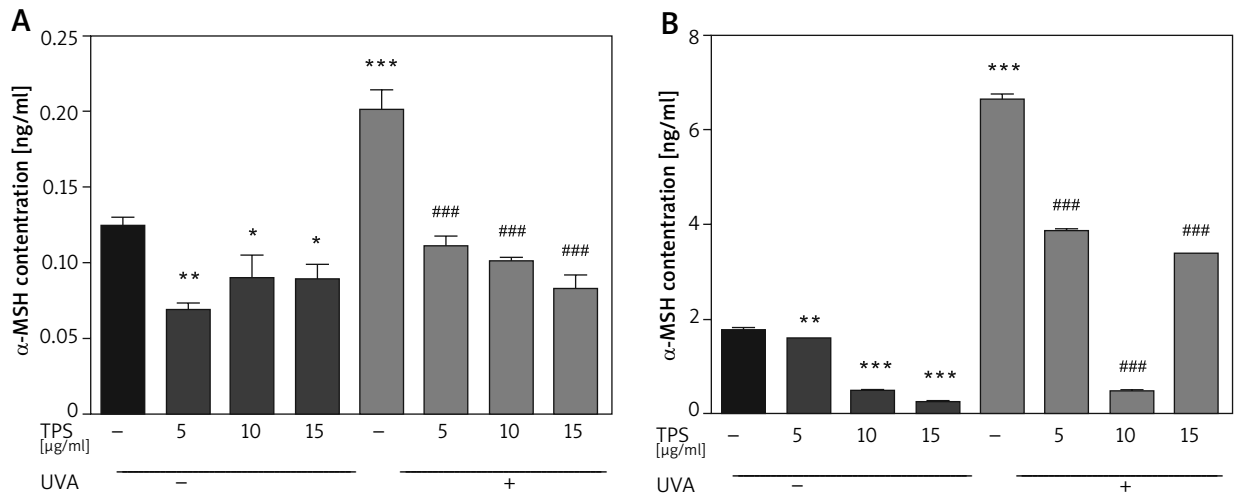 A
α-MSH contentration [ng/ml]
0.25
0.20
0.15
0.10
0.05
0
** * * *** ### ### ###
TPS – 5 10 15 – 5 10 15
[μg/ml]
UVA – +
B
α-MSH contentration [ng/ml]
8
6
4
2
0
** *** *** *** ### ### ###
TPS – 5 10 15 – 5 10 15
[μg/ml]
UVA – +